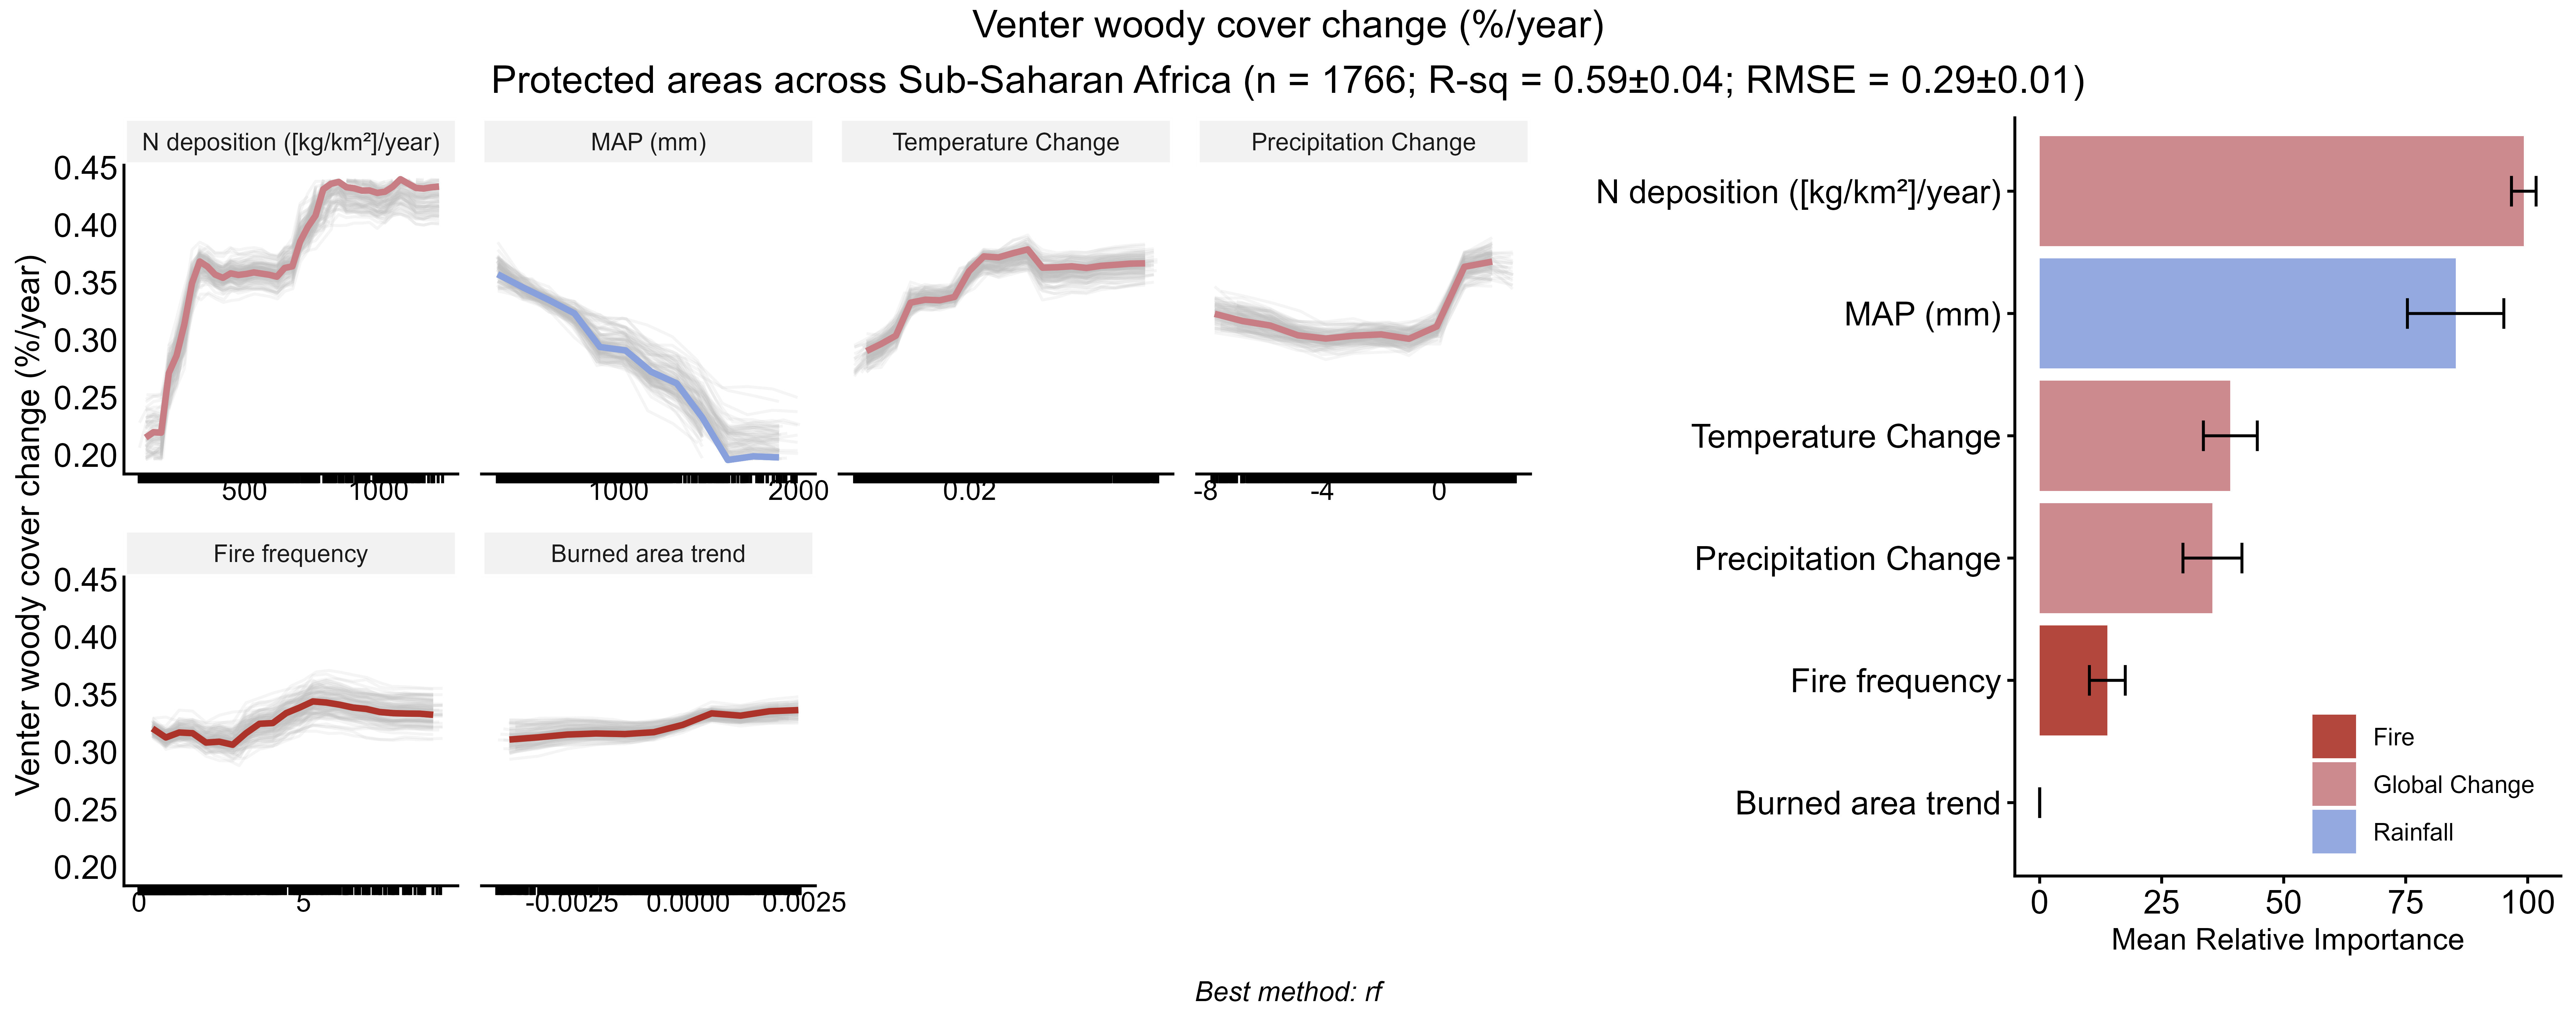 Venter woody cover change (%/year)
Protected areas across Sub-Saharan Africa (n = 1766; R-sq = 0.59±0.04; RMSE = 0.29±0.01)
Venter woody cover change (%/year)
N deposition ([kg/km²]/year)
MAP (mm)
Temperature Change
Precipitation Change
0.45
0.40
0.35
0.30
0.25
0.20
500 1000
1000 2000
0.02
-8 -4 0
Fire frequency
Burned area trend
0.45
0.40
0.35
0.30
0.25
0.20
0 5
-0.0025 0.0000 0.0025
N deposition ([kg/km²]/year)
MAP (mm)
Temperature Change
Precipitation Change
Fire frequency
Burned area trend
Fire
Global Change
Rainfall
0 25 50 75 100
Mean Relative Importance
Best method: rf